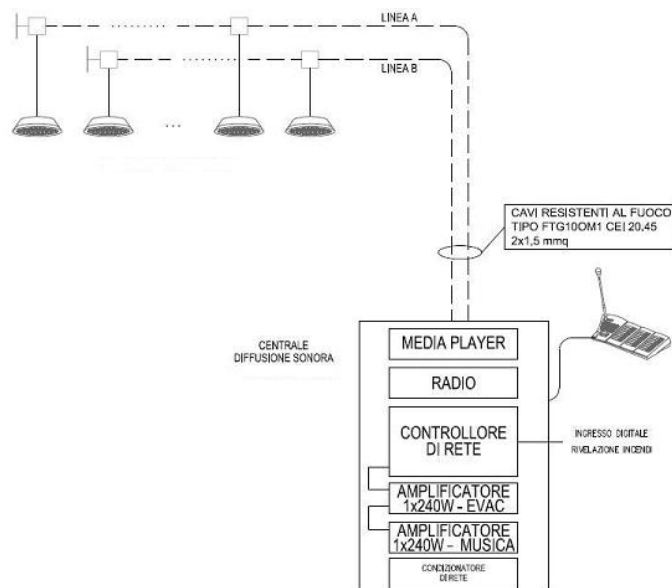 LINEA A
LINEA B
...
CAVI RESISTENTI AL FUOCO
TIPO FTG10OM1 CEI 20.45
2x1,5 mmq
CENTRALE
DIFFUSIONE SONORA
MEDIA PLAYER
RADIO
CONTROLLORE
DI RETE
INGRESSO DIGITALE
RIVELAZIONE INCENDI
AMPLIFICATORE
1x240W - EVAC
AMPLIFICATORE
1x240W - MUSICA
CONDIZIONATORE
DI RETE